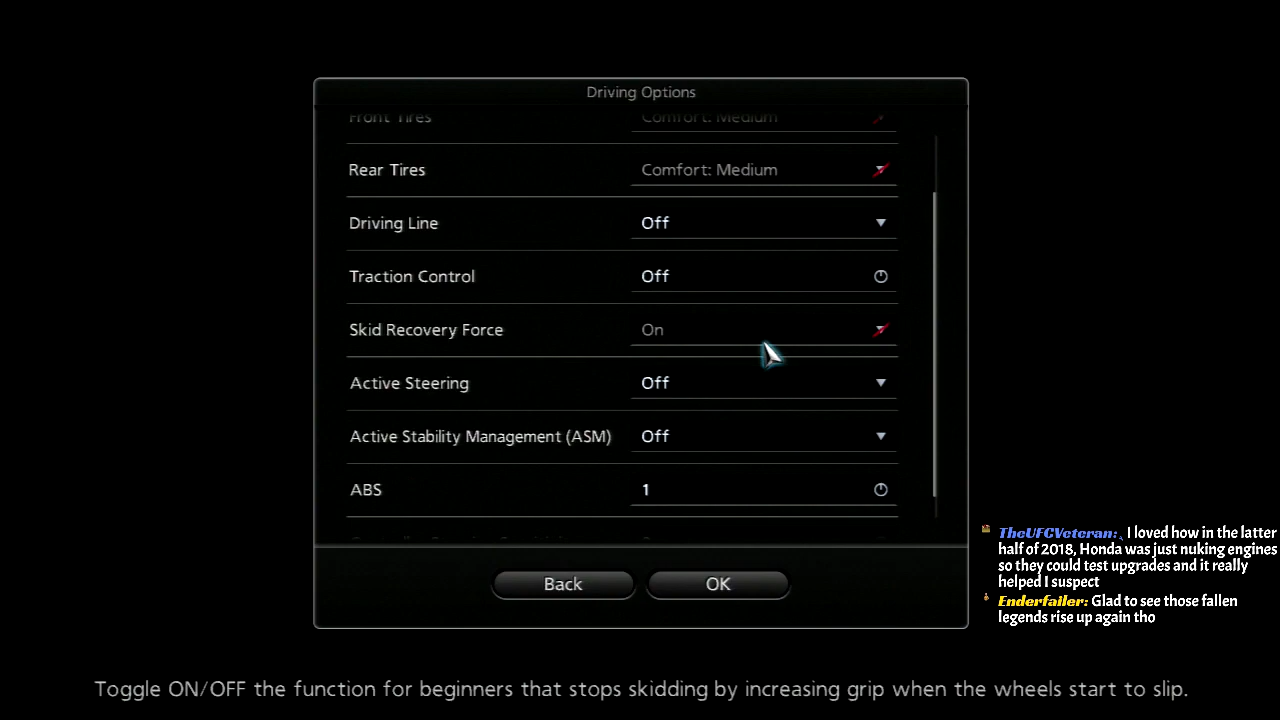 Driving Options
Front Tires Comfort: Medium
Rear Tires Comfort: Medium
Driving Line Off
Traction Control Off
Skid Recovery Force On
Active Steering Off
Active Stability Management (ASM) Off
ABS 1
Back OK
TheUFCVeteran: I loved how in the latter
half of 2018, Honda was just nuking engines
so they could test upgrades and it really
helped I suspect
Enderfailer: Glad to see those fallen
legends rise up again tho
Toggle ON/OFF the function for beginners that stops skidding by increasing grip when the wheels start to slip.